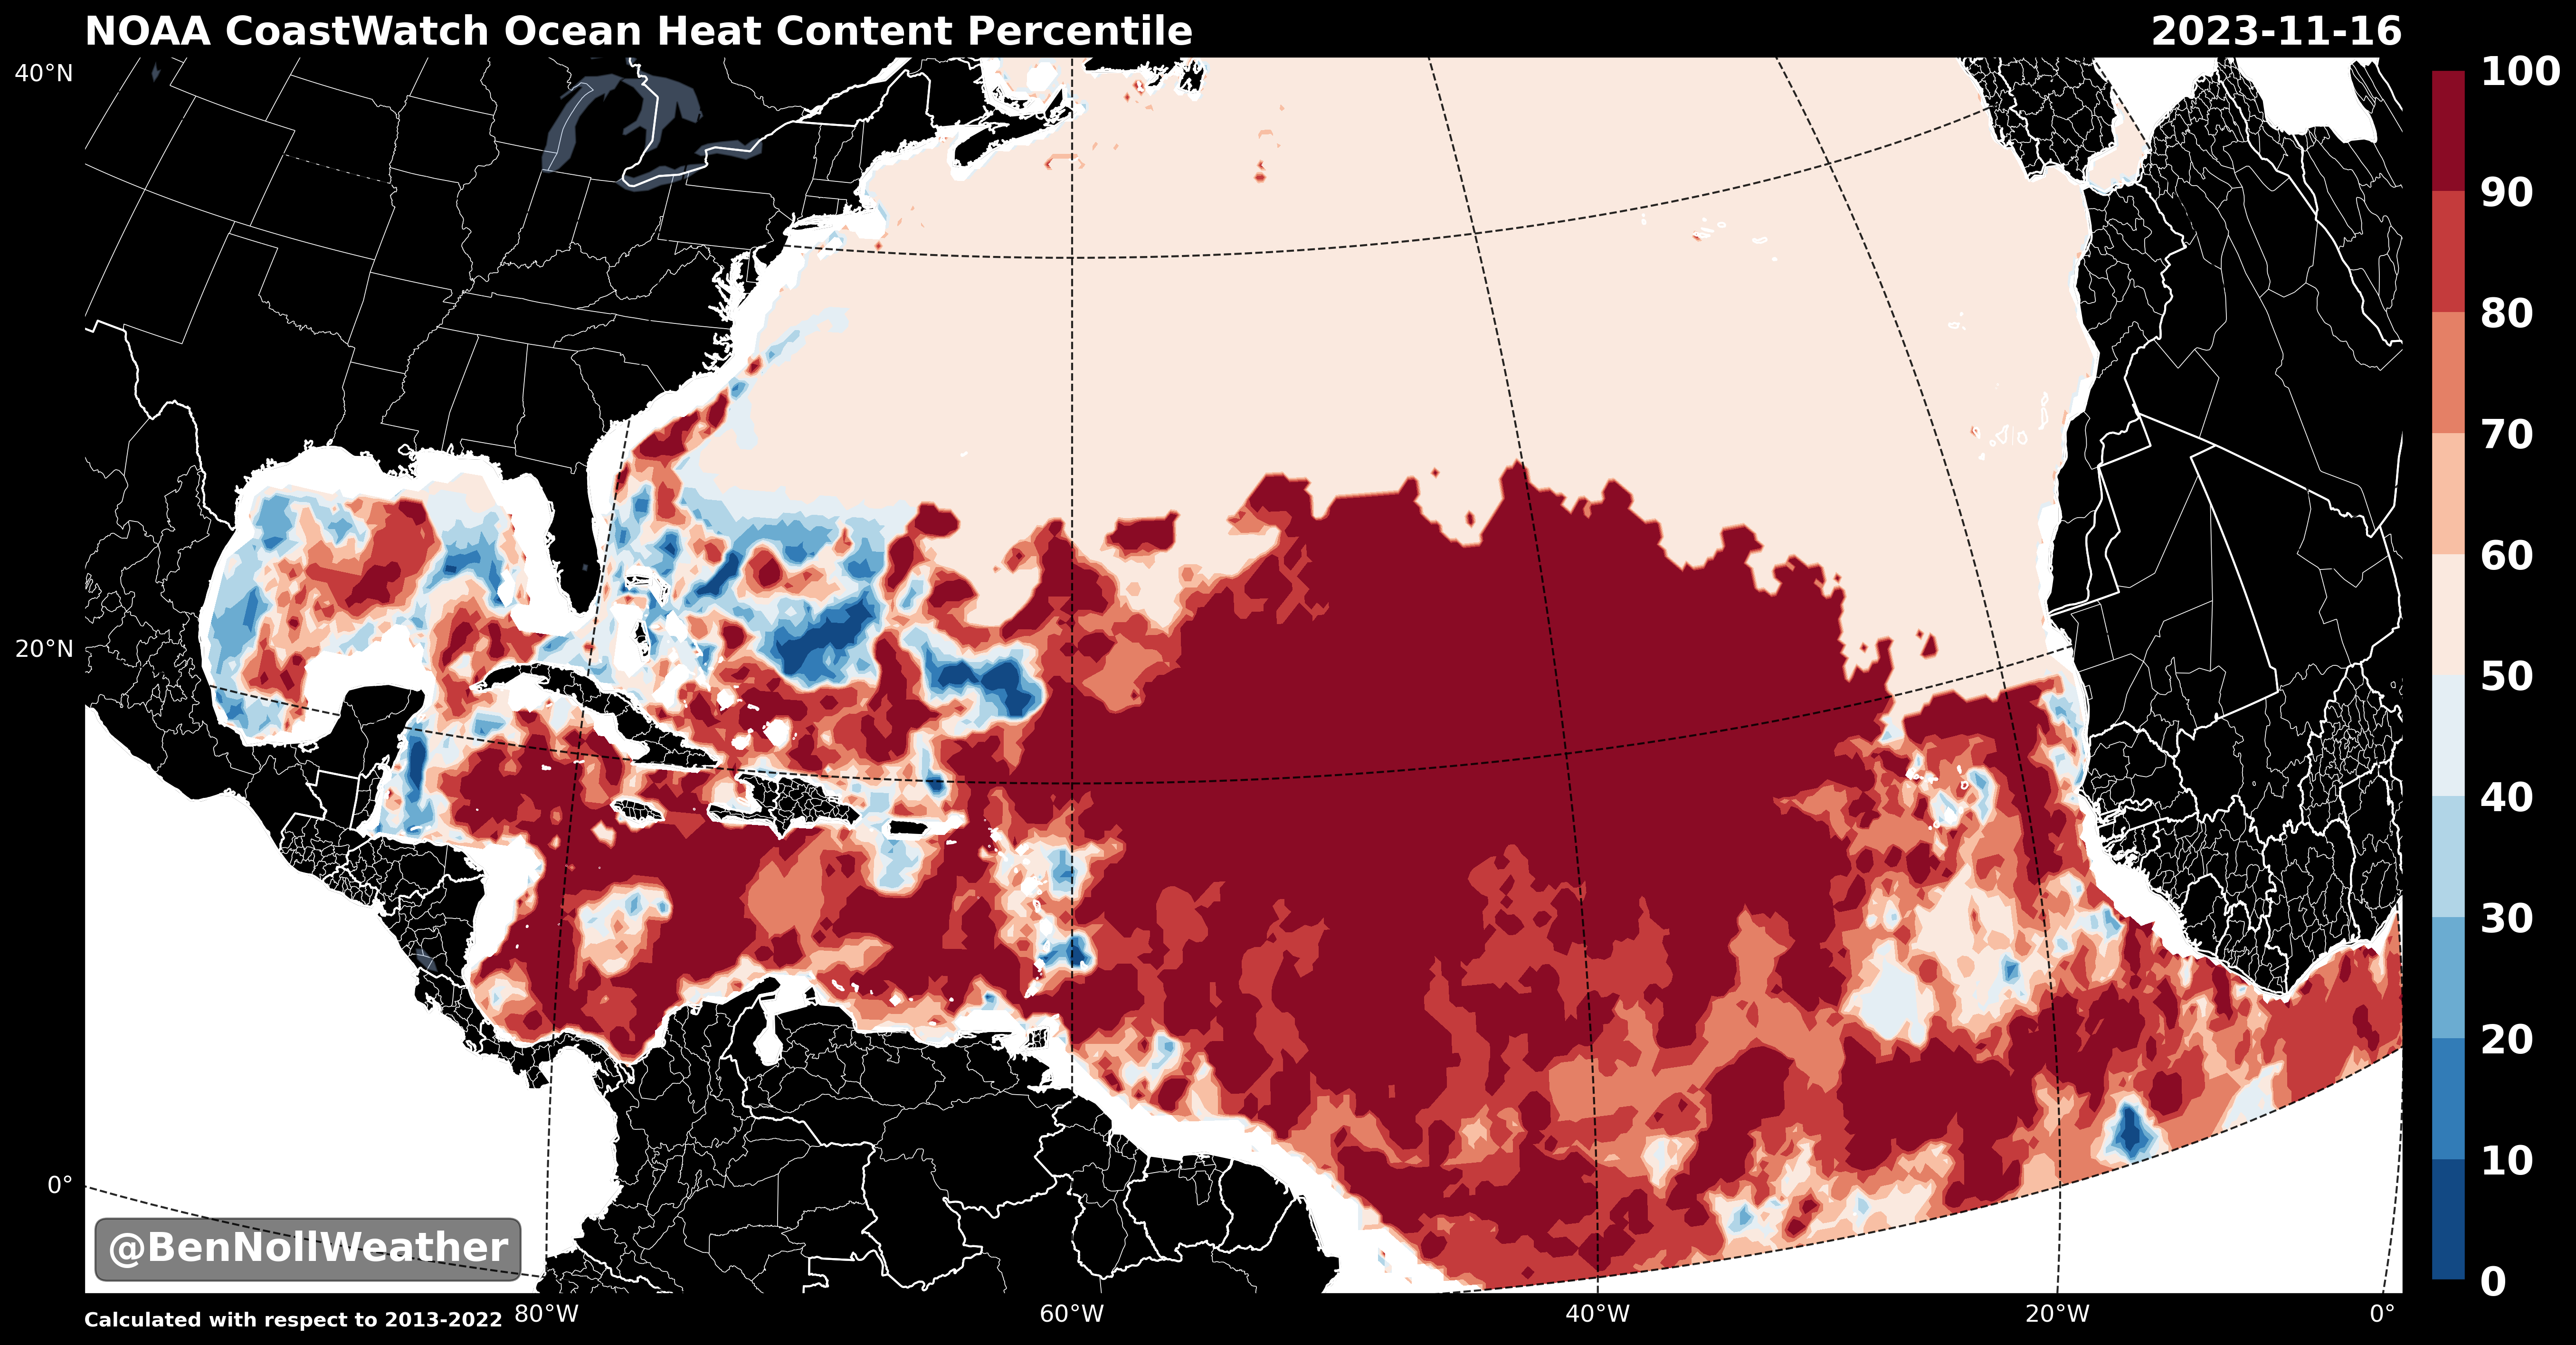 NOAA CoastWatch Ocean Heat Content Percentile 2023-11-16
40°N
20°N
0°
100
90
80
70
60
50
40
30
20
10
0
@BenNollWeather
Calculated with respect to 2013-2022
80°W 60°W 40°W 20°W 0°